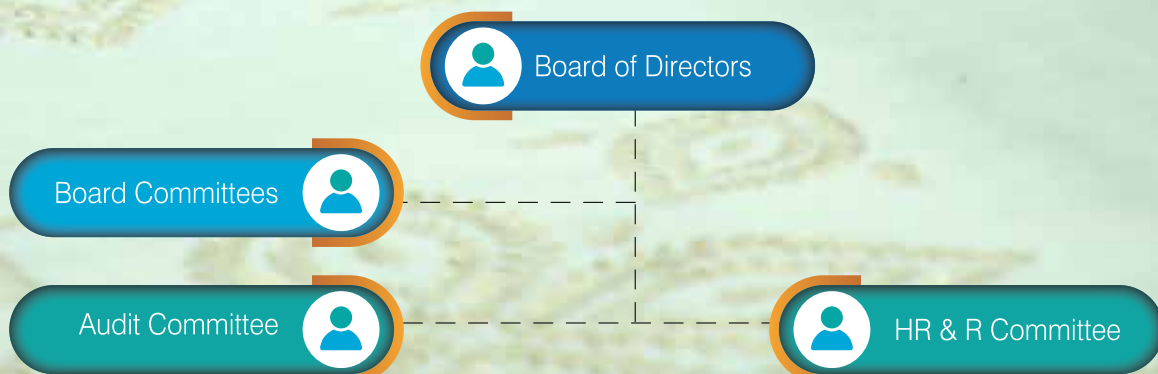 Board of Directors
Board Committees
Audit Committee
HR & R Committee